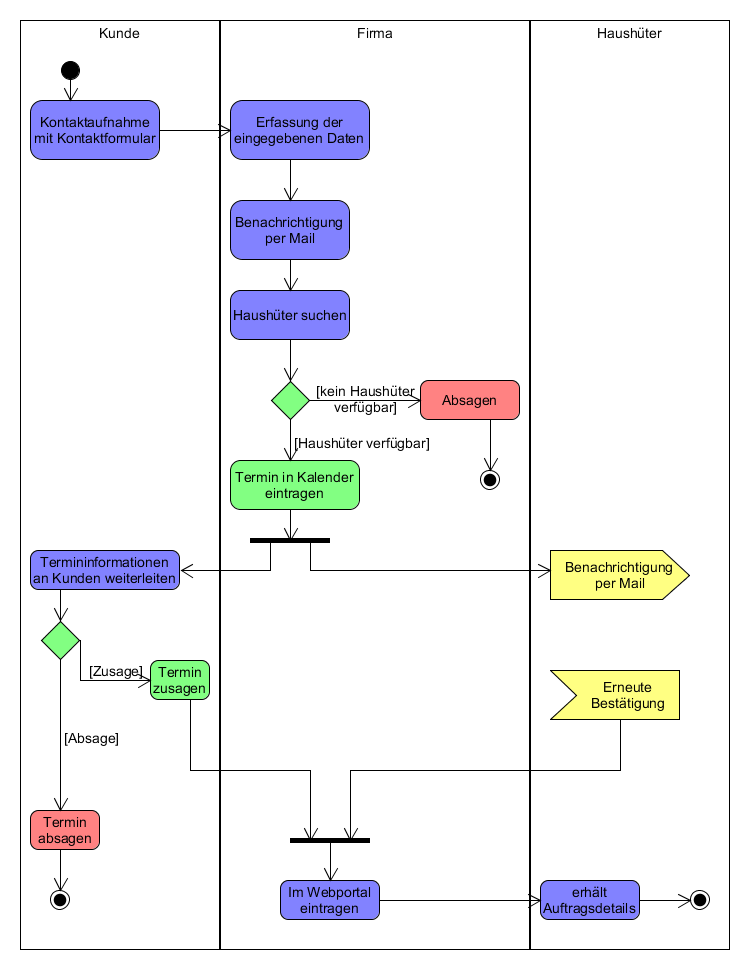 Kunde
Firma
Haushüter
Kontaktaufnahme
mit Kontaktformular
Erfassung der
eingegebenen Daten
Benachrichtigung
per Mail
Haushüter suchen
[kein Haushüter
verfügbar]
Absagen
[Haushüter verfügbar]
Termin in Kalender
eintragen
Termininformationen
an Kunden weiterleiten
Benachrichtigung
per Mail
[Zusage]
Termin
zusagen
Erneute
Bestätigung
[Absage]
Termin
absagen
Im Webportal
eintragen
erhält
Auftragsdetails